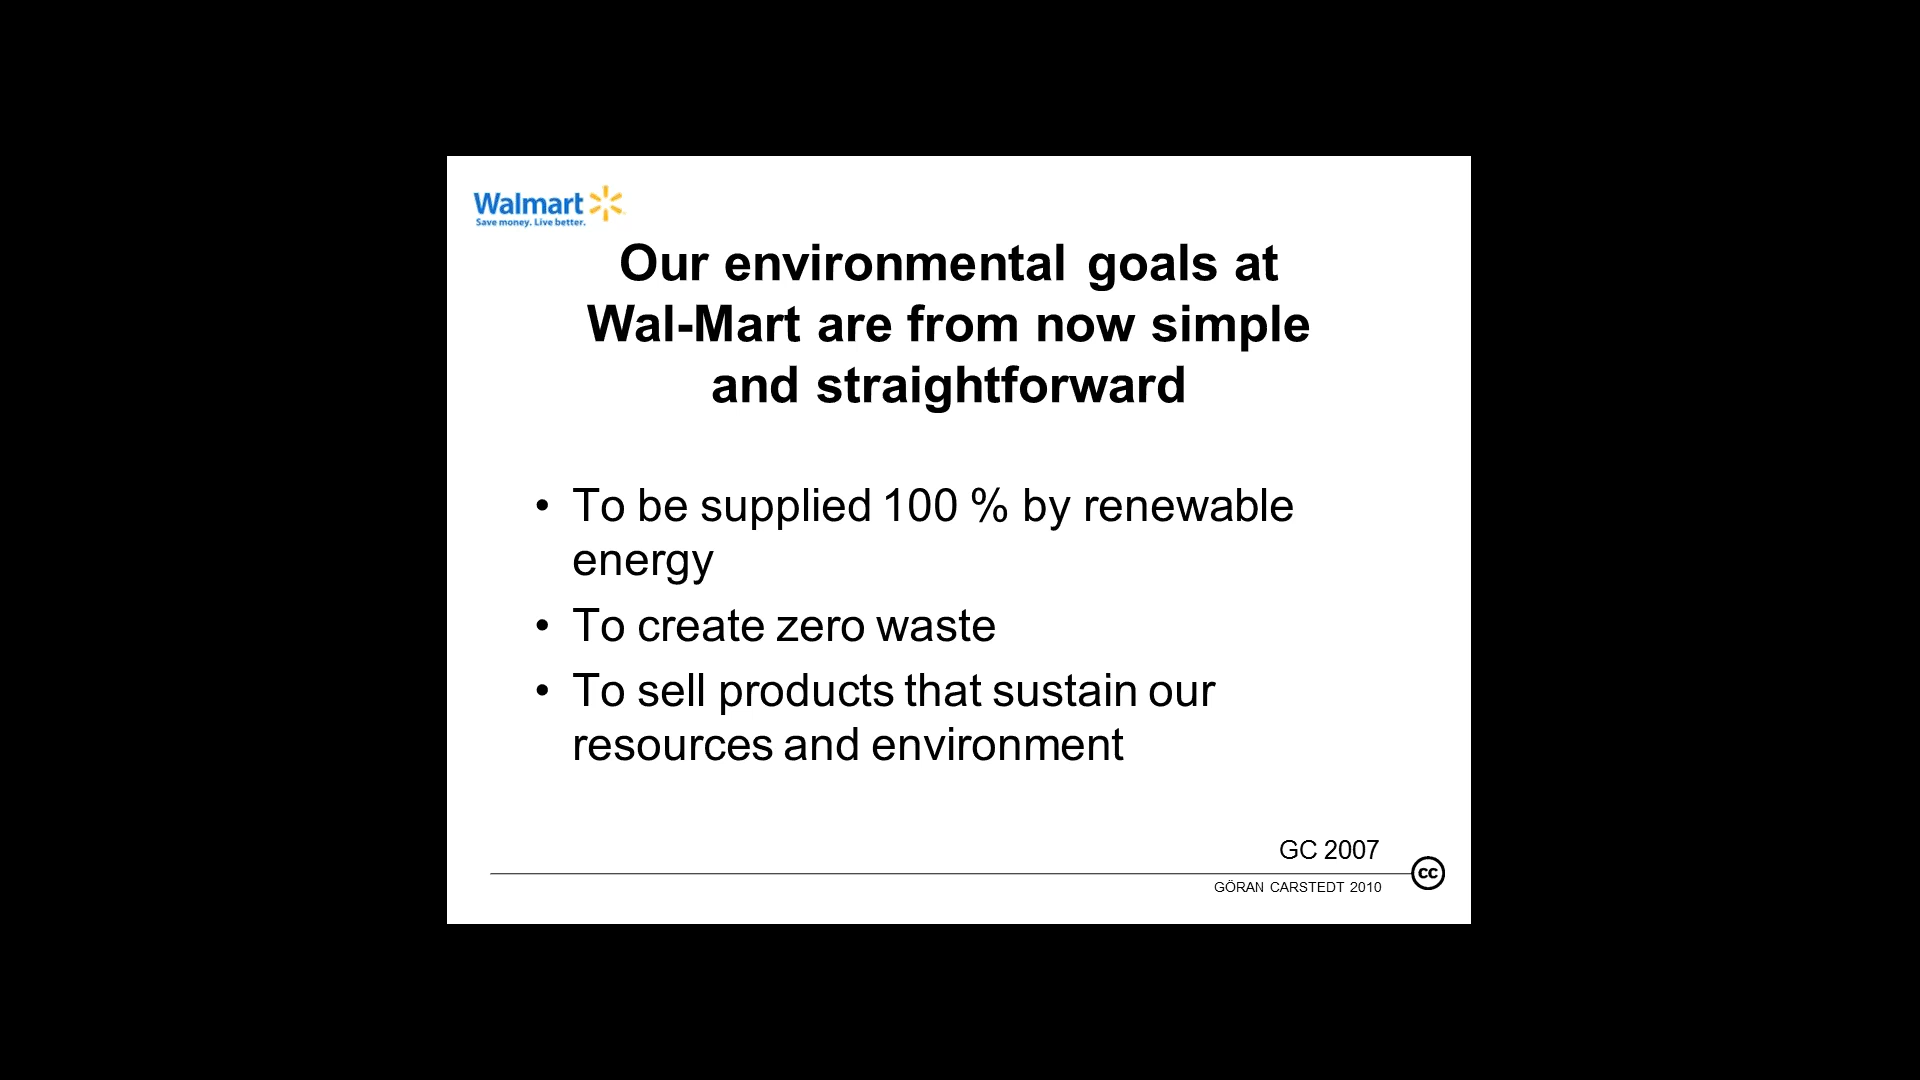 Walmart
Save money. Live better.
Our environmental goals at
Wal-Mart are from now simple
and straightforward
• To be supplied 100 % by renewable
energy
• To create zero waste
• To sell products that sustain our
resources and environment
GC 2007
cc
GÖRAN CARSTEDT 2010